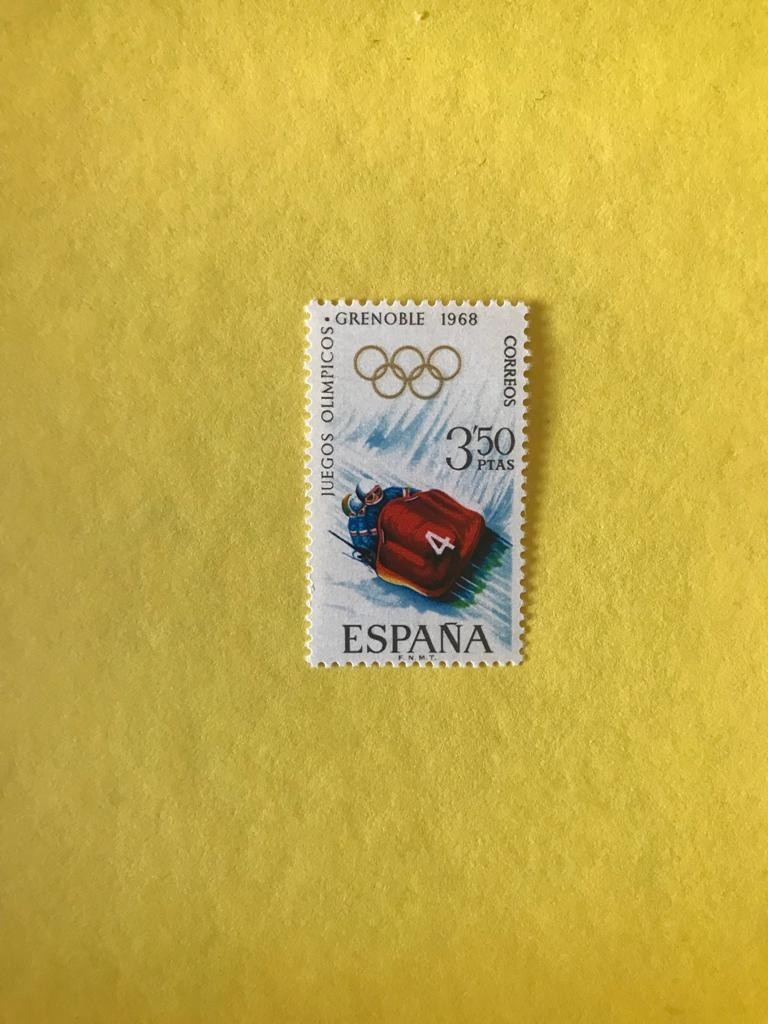 JUEGOS OLIMPICOS •
GRENOBLE 1968
CORREOS
3'50
PTAS
4
ESPAÑA
F.N.M.T.